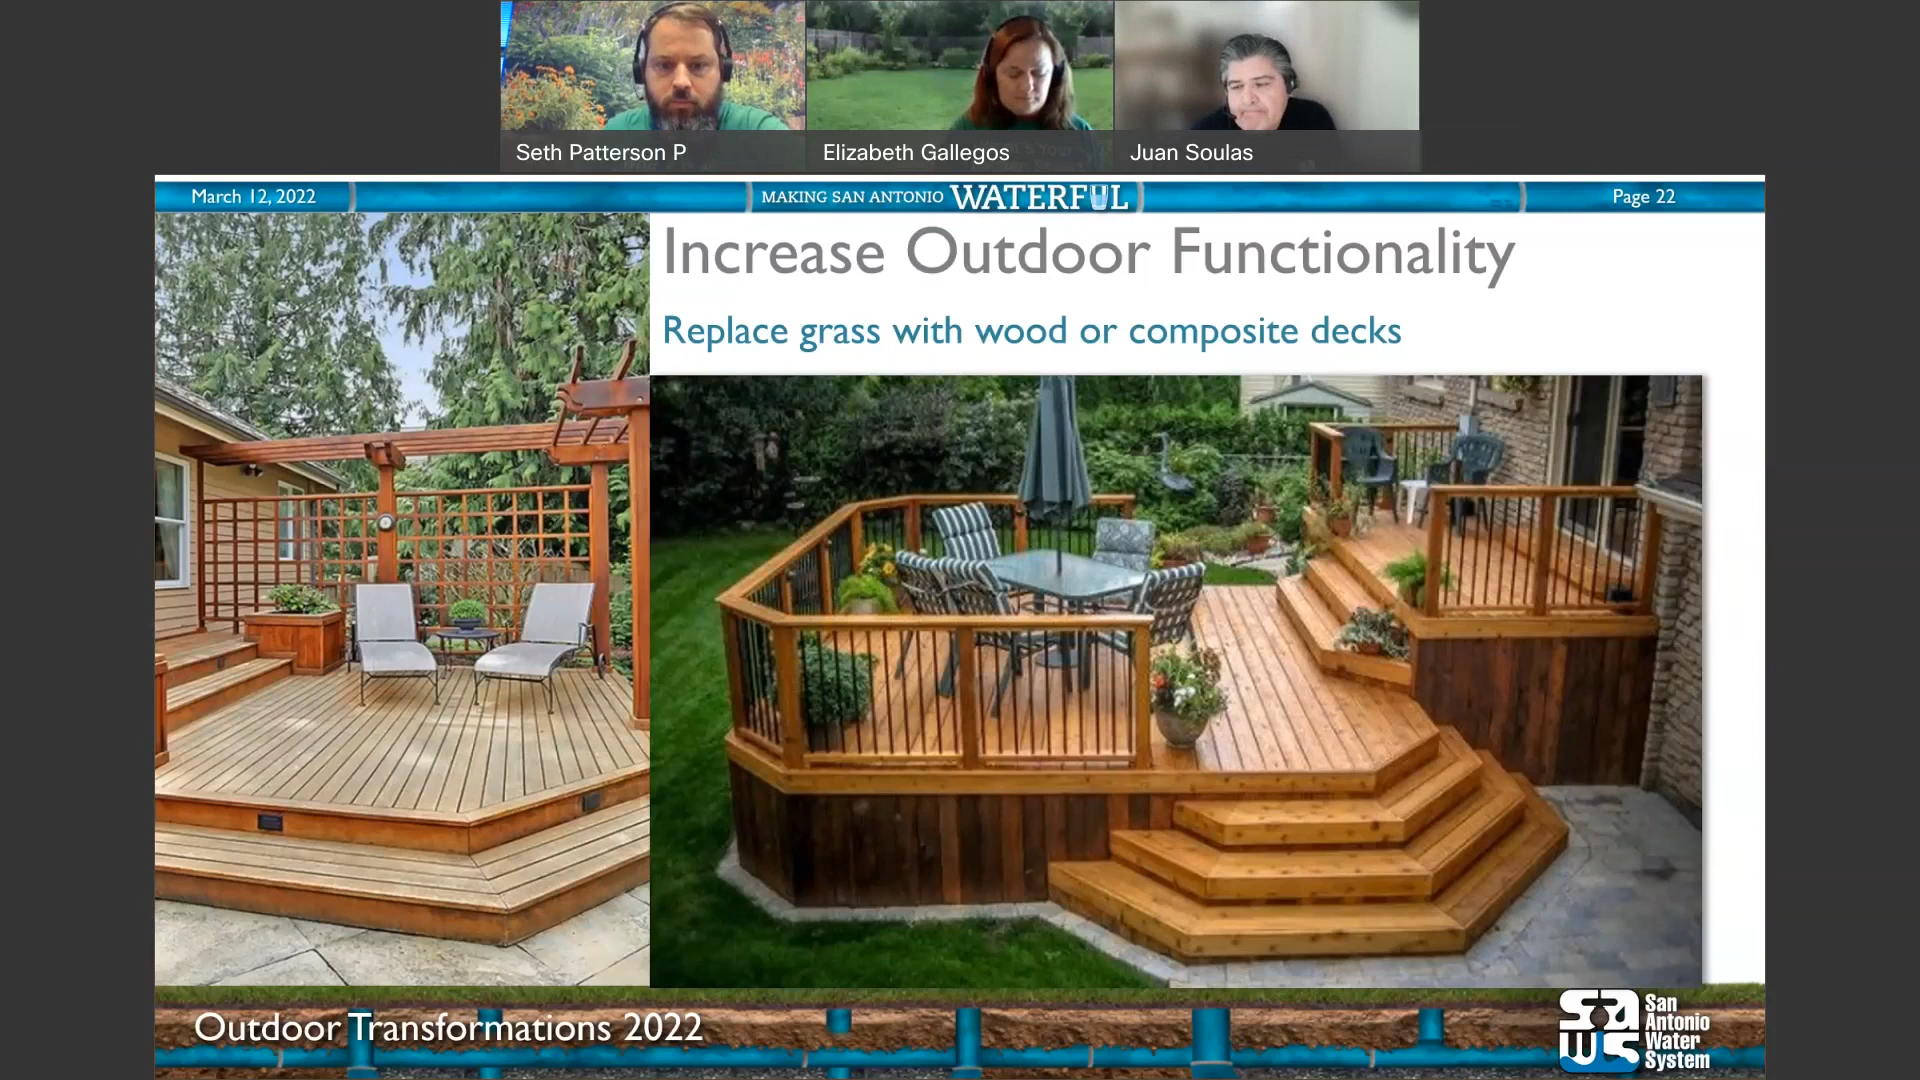 Seth Patterson P
Elizabeth Gallegos
Juan Soulas
March 12, 2022
MAKING SAN ANTONIO WATERFUL
Page 22
Increase Outdoor Functionality
Replace grass with wood or composite decks
Outdoor Transformations 2022
saws
San
Antonio
Water
System